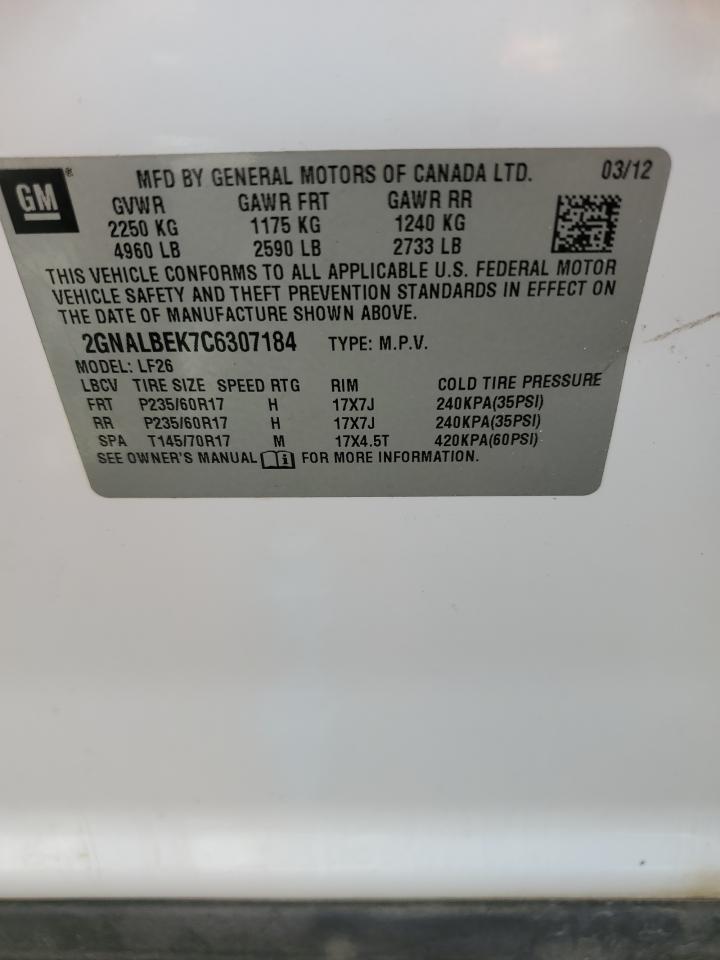 GM® MFD BY GENERAL MOTORS OF CANADA LTD. 03/12
GVWR GAWR FRT GAWR RR
2250 KG 1175 KG 1240 KG
4960 LB 2590 LB 2733 LB
THIS VEHICLE CONFORMS TO ALL APPLICABLE U.S. FEDERAL MOTOR
VEHICLE SAFETY AND THEFT PREVENTION STANDARDS IN EFFECT ON
THE DATE OF MANUFACTURE SHOWN ABOVE.
2GNALBEK7C6307184 TYPE: M.P.V.
MODEL: LF26
LBCV TIRE SIZE SPEED RTG RIM COLD TIRE PRESSURE
FRT P235/60R17 H 17X7J 240KPA(35PSI)
RR P235/60R17 H 17X7J 240KPA(35PSI)
SPA T145/70R17 M 17X4.5T 420KPA(60PSI)
SEE OWNER'S MANUAL FOR MORE INFORMATION.